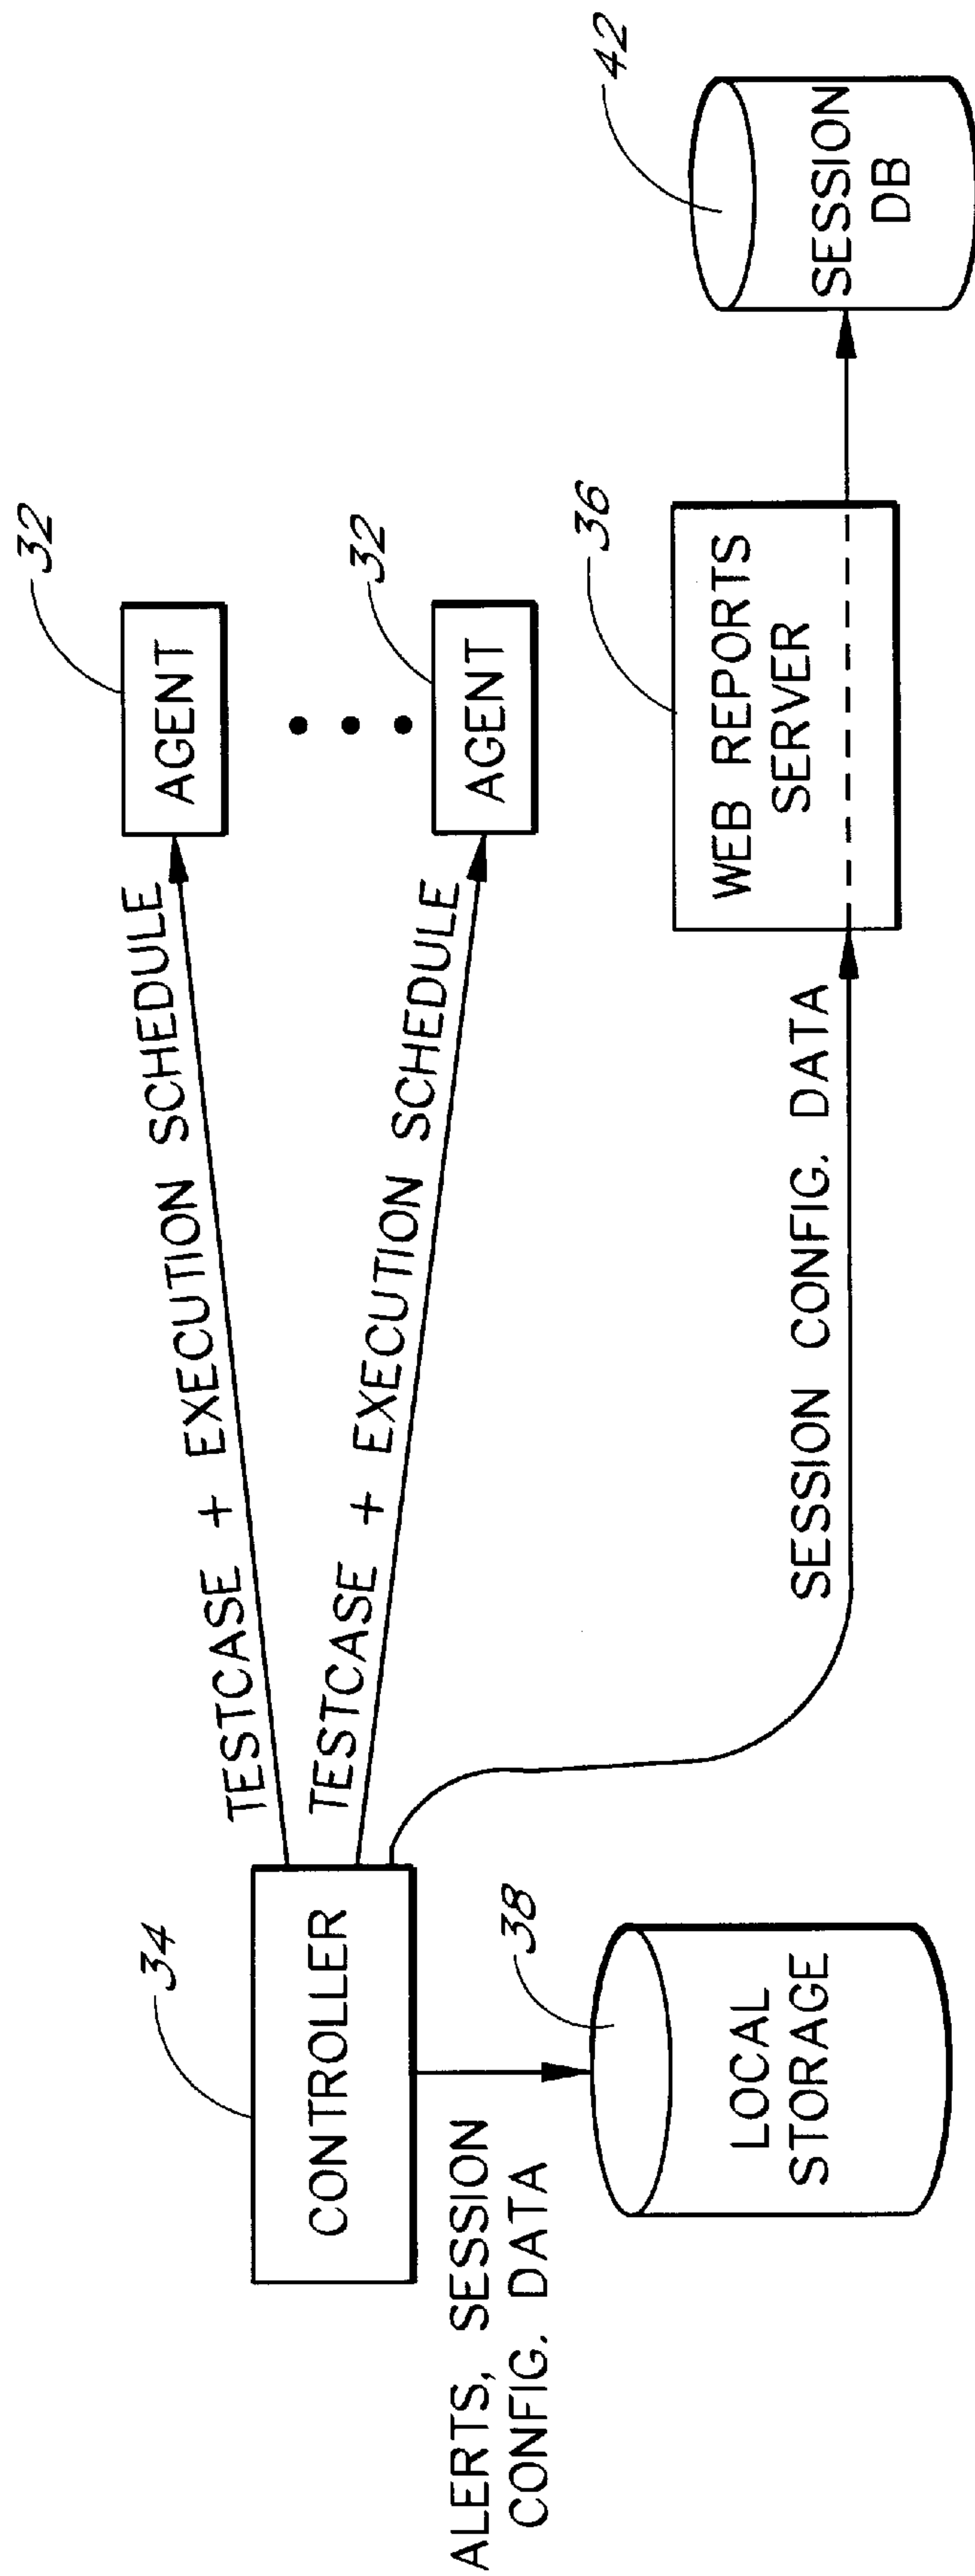 32
AGENT
TESTCASE + EXECUTION SCHEDULE
32
AGENT
TESTCASE + EXECUTION SCHEDULE
34
CONTROLLER
ALERTS, SESSION
CONFIG. DATA
38
LOCAL
STORAGE
SESSION CONFIG. DATA
36
WEB REPORTS
SERVER
42
SESSION
DB